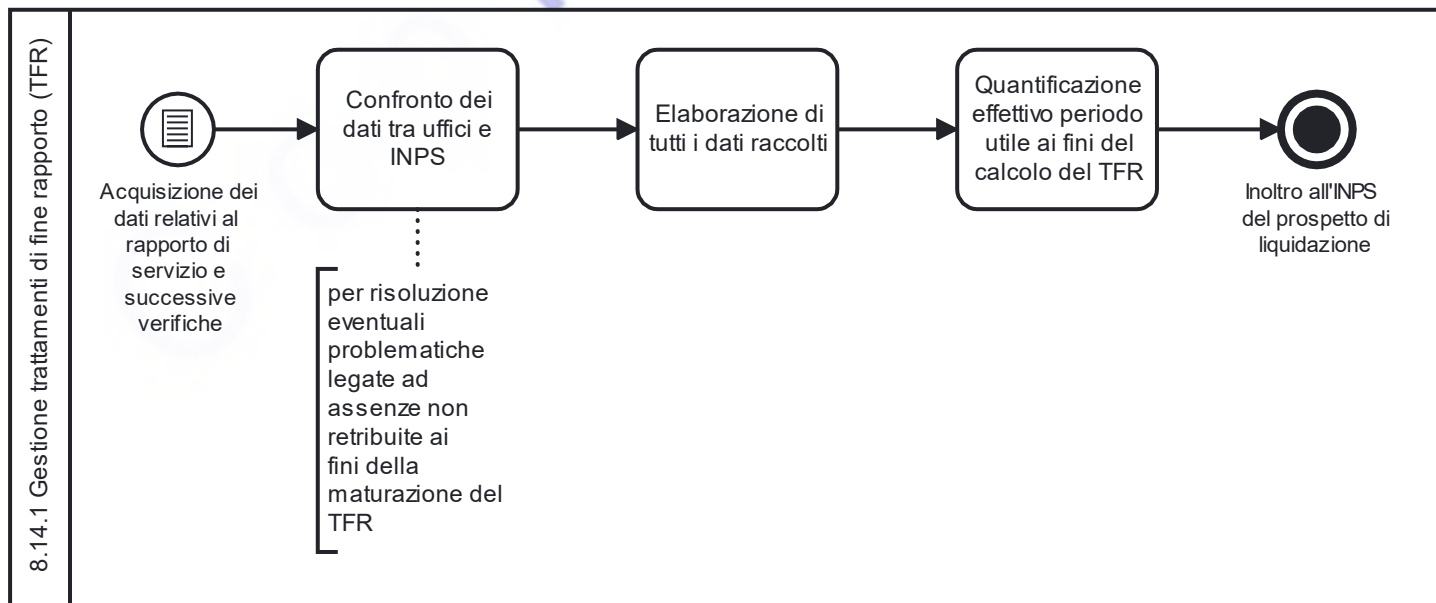 8.14.1 Gestione trattamenti di fine rapporto (TFR)
Acquisizione dei
dati relativi al
rapporto di
servizio e
successive
verifiche
Confronto dei
dati tra uffici e
INPS
per risoluzione
eventuali
problematiche
legate ad
assenze non
retribuite ai
fini della
maturazione del
TFR
Elaborazione di
tutti i dati raccolti
Quantificazione
effettivo periodo
utile ai fini del
calcolo del TFR
Inoltro all'INPS
del prospetto di
liquidazione